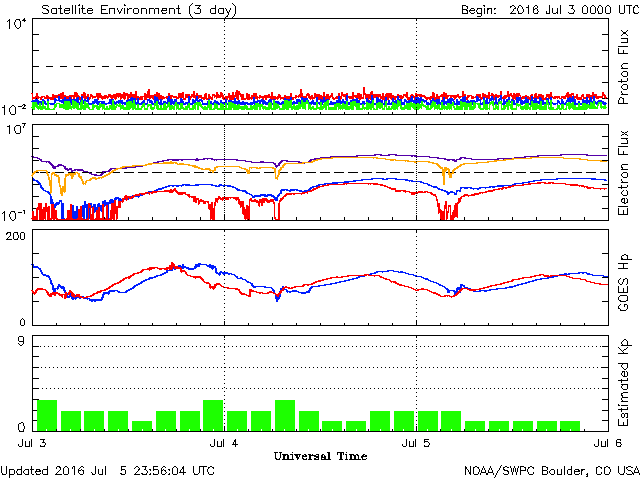 Satellite Environment (3 day)
Begin: 2016 Jul 3 0000 UTC
10⁴
10⁻²
Proton Flux
10⁷
10⁻¹
Electron Flux
200
0
GOES Hp
9
0
Estimated Kp
Jul 3
Jul 4
Jul 5
Jul 6
Universal Time
Updated 2016 Jul 5 23:56:04 UTC
NOAA/SWPC Boulder, CO USA